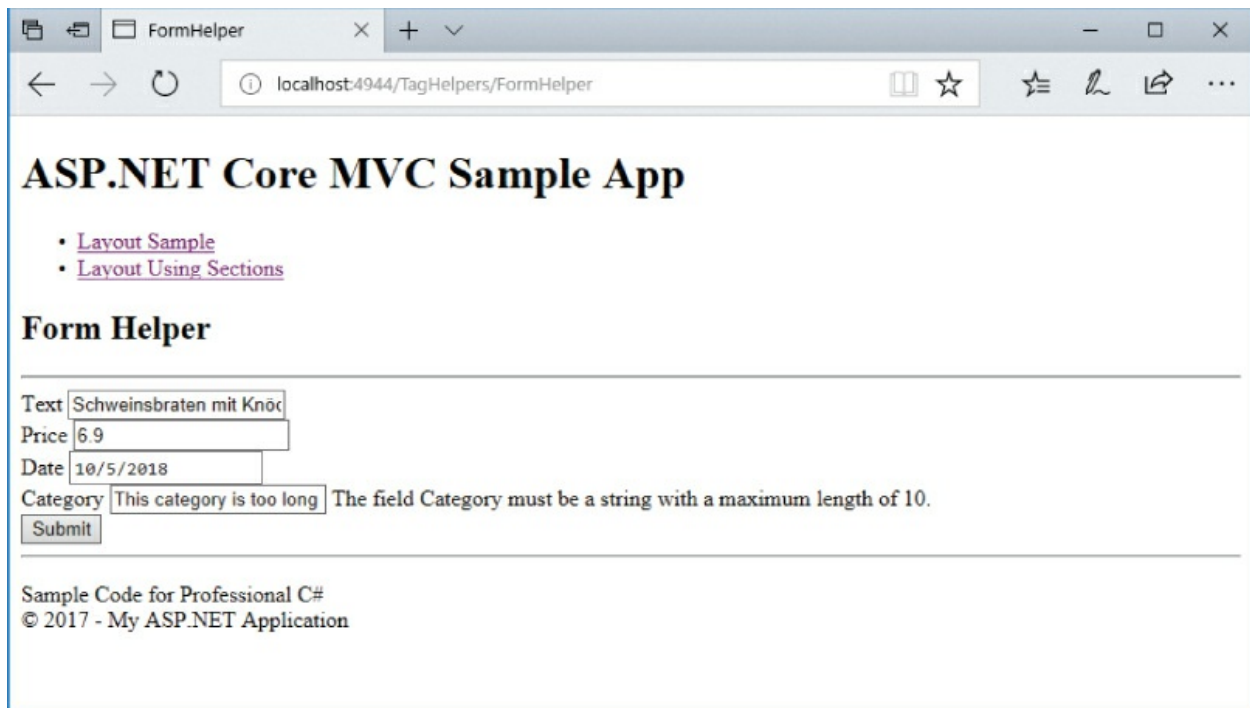 FormHelper
localhost:4944/TagHelpers/FormHelper
ASP.NET Core MVC Sample App
• Layout Sample
• Layout Using Sections
Form Helper
Text Schweinsbraten mit Knöc
Price 6.9
Date 10/5/2018
Category This category is too long The field Category must be a string with a maximum length of 10.
Submit
Sample Code for Professional C#
© 2017 - My ASP.NET Application